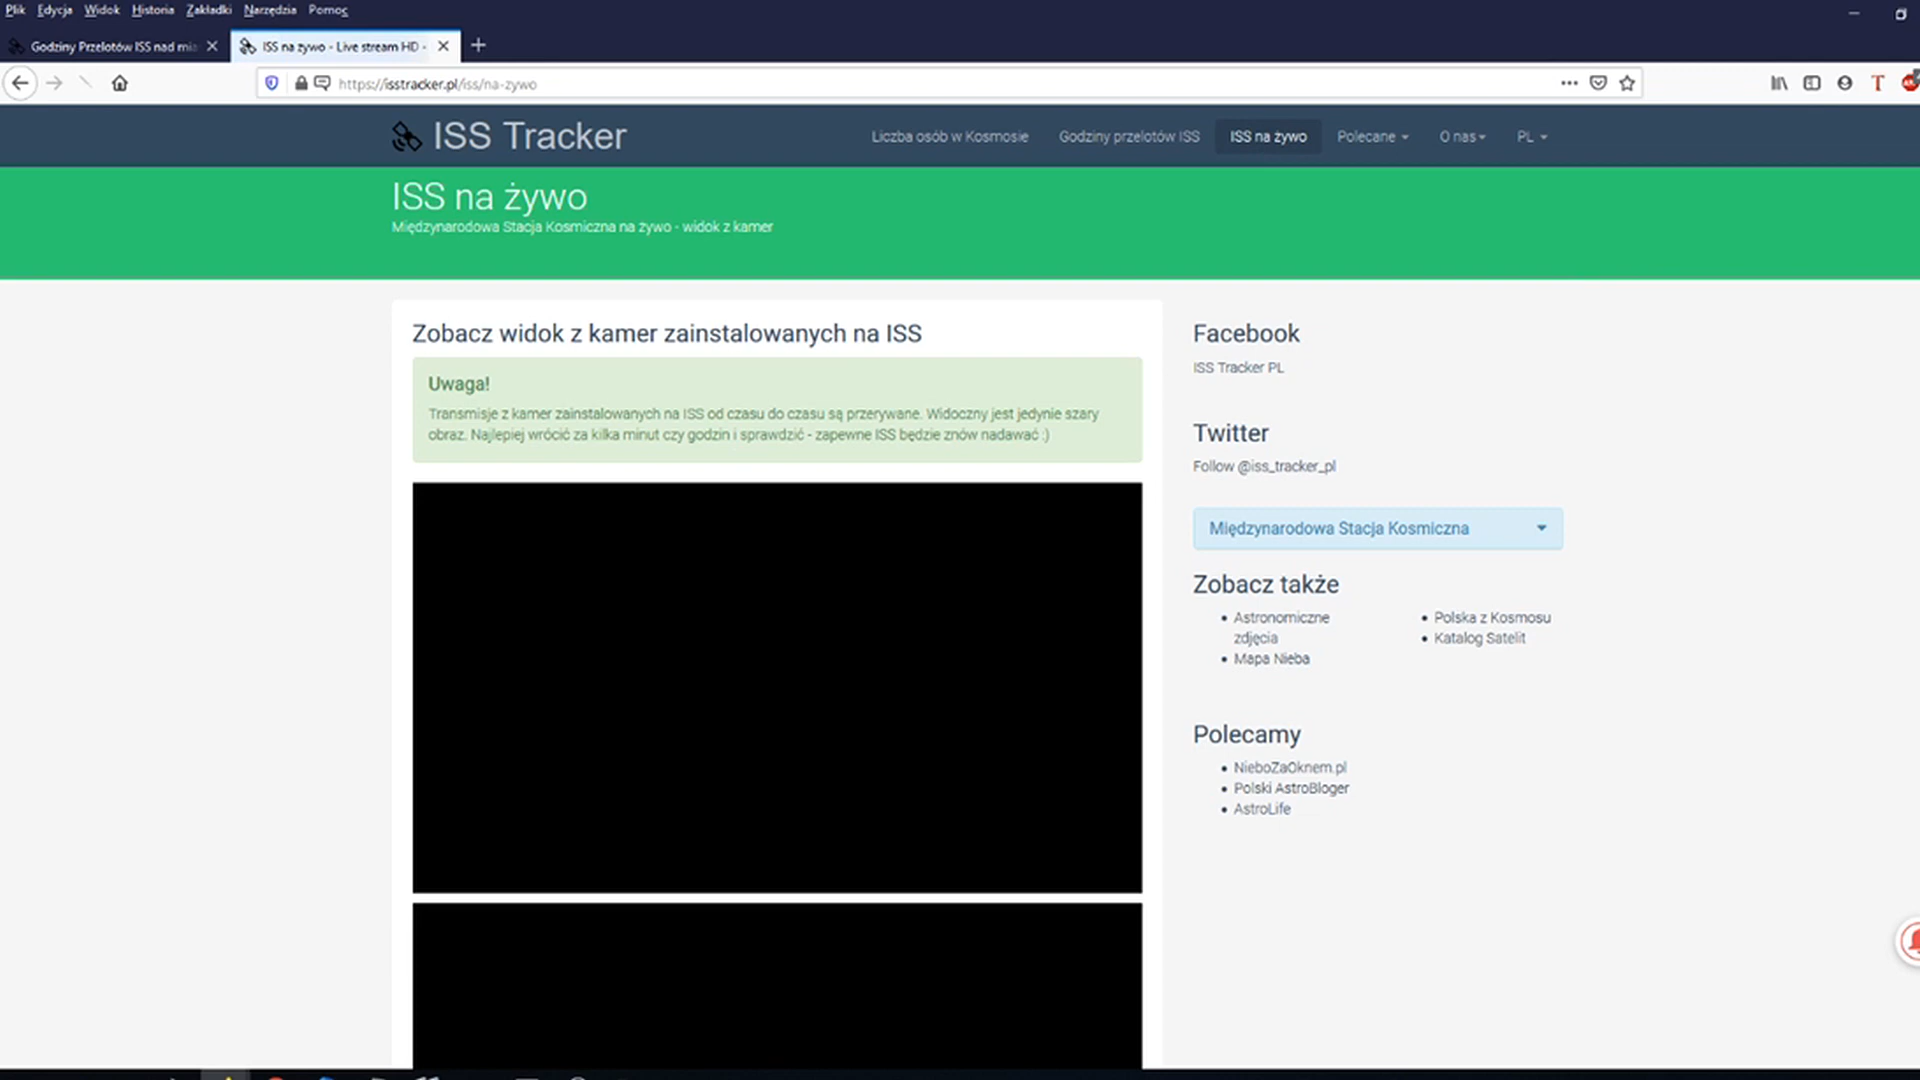 Plik Edycja Widok Historia Zakładki Narzędzia Pomoc
Godziny Przelotów ISS nad mia
ISS na żywo - Live stream HD -
https://isstracker.pl/iss/na-zywo
ISS Tracker
Liczba osób w Kosmosie
Godziny przelotów ISS
ISS na żywo
Polecane
O nas
PL
ISS na żywo
Międzynarodowa Stacja Kosmiczna na żywo - widok z kamer
Zobacz widok z kamer zainstalowanych na ISS
Uwaga!
Transmisje z kamer zainstalowanych na ISS od czasu do czasu są przerywane. Widoczny jest jedynie szary
obraz. Najlepiej wrócić za kilka minut czy godzin i sprawdzić - zapewne ISS będzie znów nadawać :)
Facebook
ISS Tracker PL
Twitter
Follow @iss_tracker_pl
Międzynarodowa Stacja Kosmiczna
Zobacz także
Astronomiczne
zdjęcia
Mapa Nieba
Polska z Kosmosu
Katalog Satelit
Polecamy
NieboZaOknem.pl
Polski AstroBloger
AstroLife